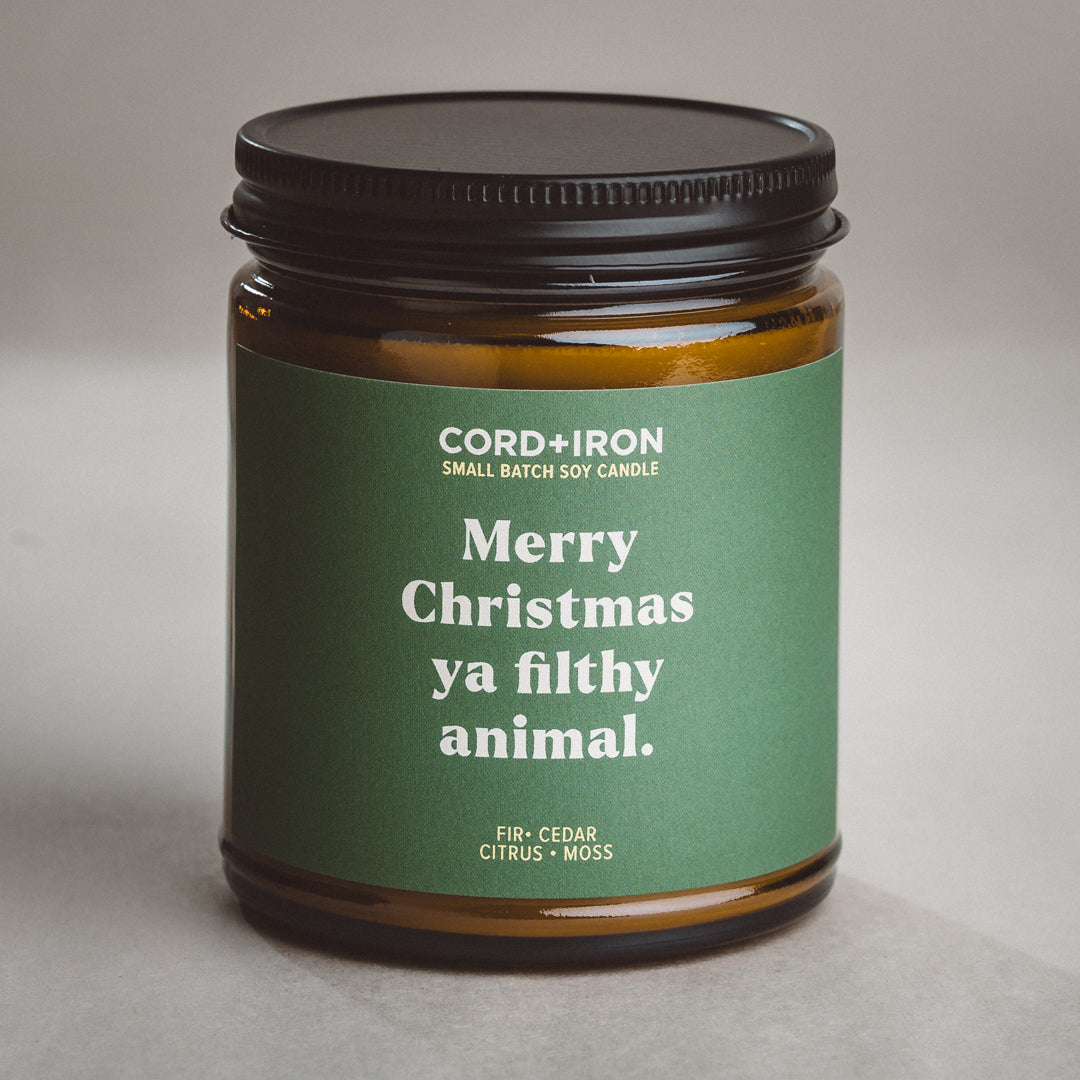 CORD+IRON
SMALL BATCH SOY CANDLE
Merry
Christmas
ya filthy
animal.
FIR• CEDAR
CITRUS • MOSS